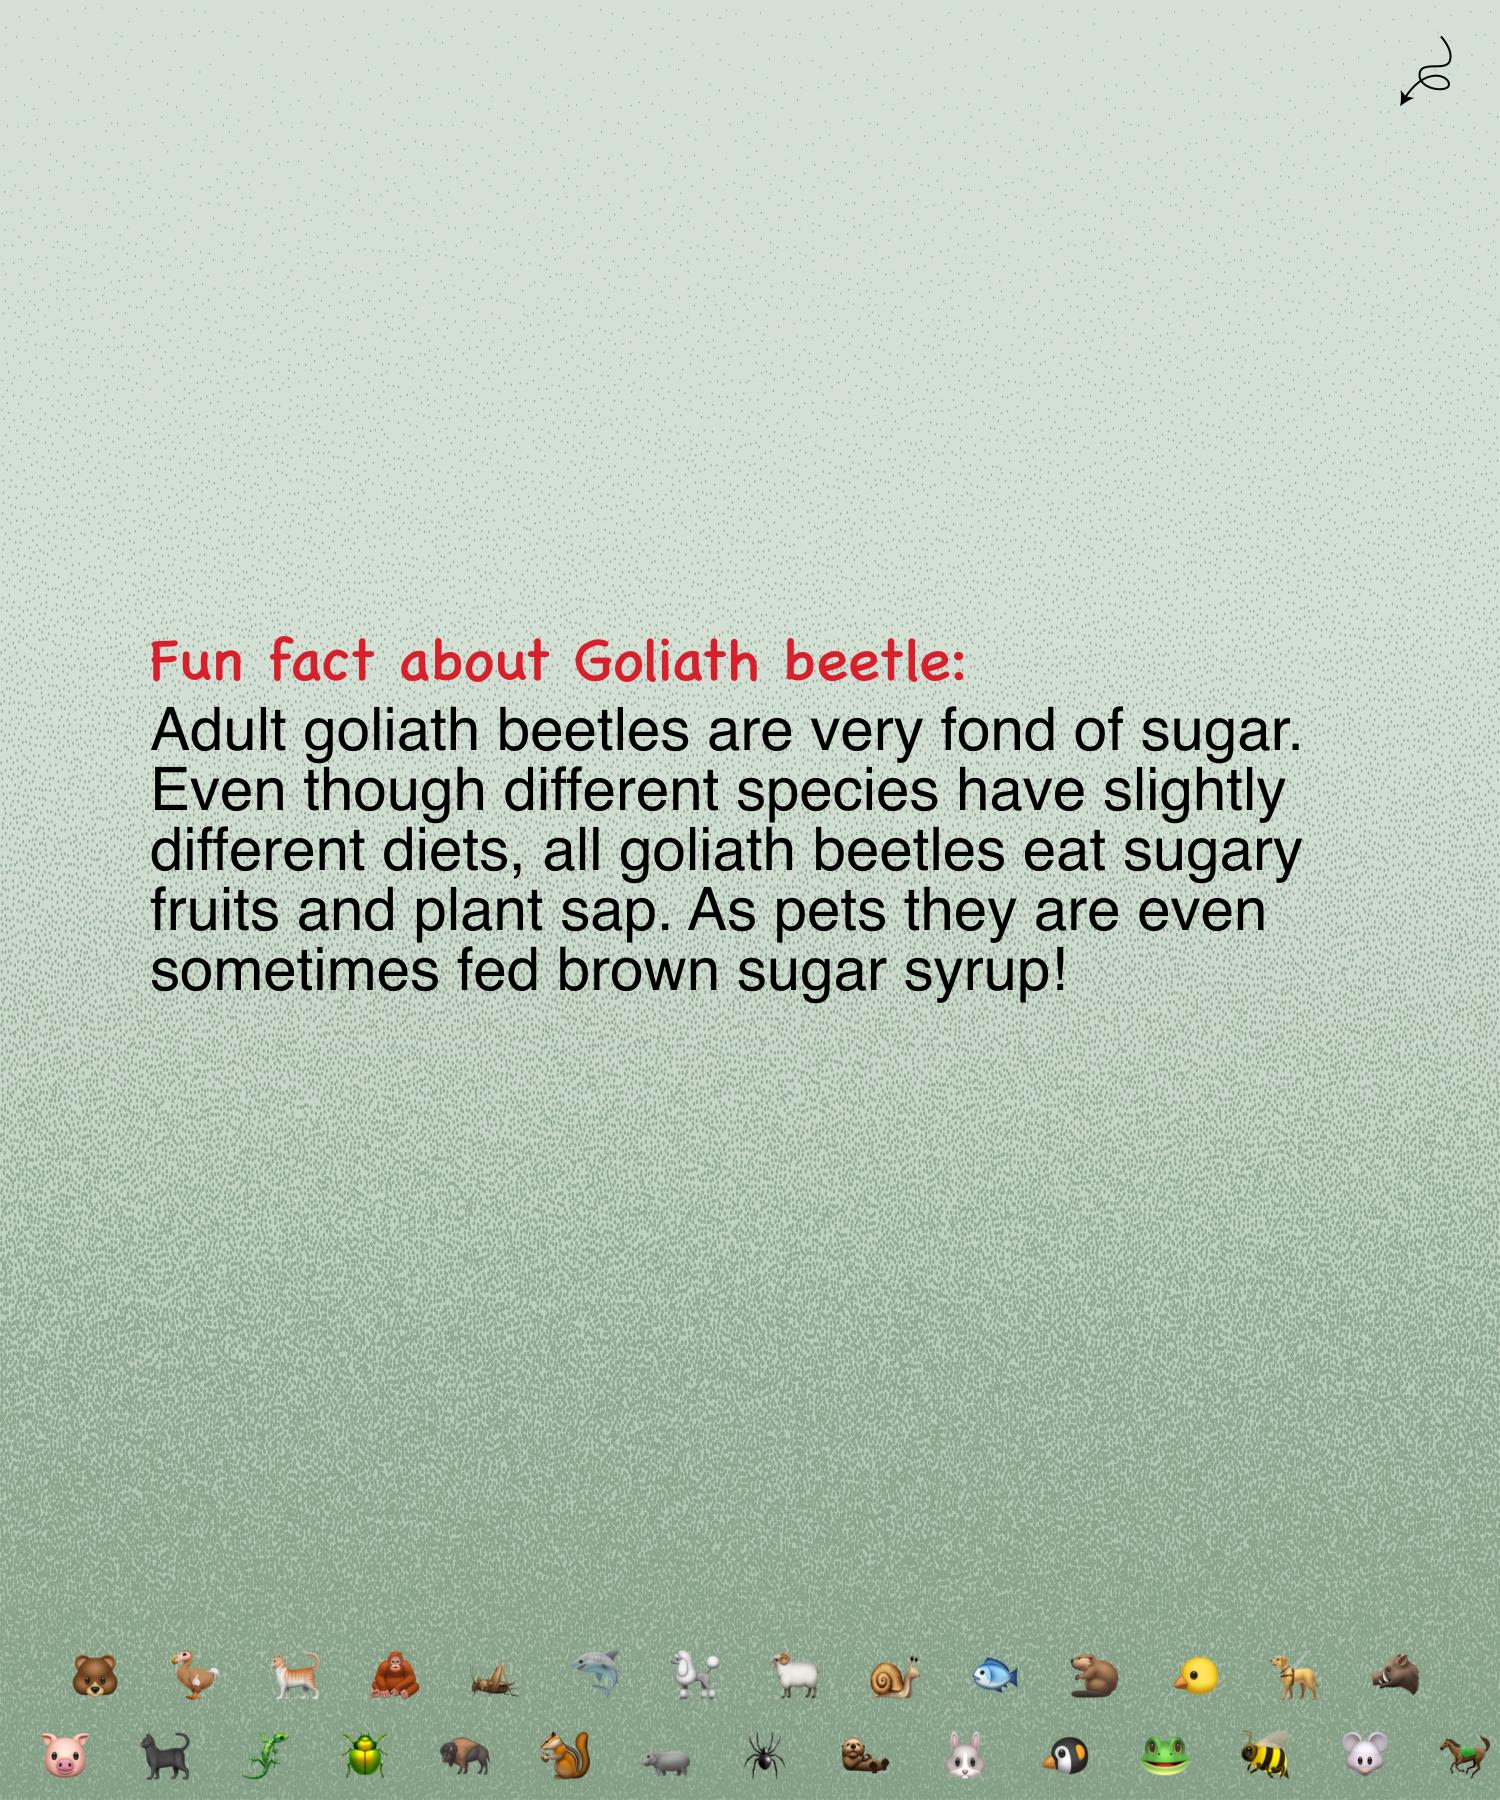 Fun fact about Goliath beetle:
Adult goliath beetles are very fond of sugar.
Even though different species have slightly
different diets, all goliath beetles eat sugary
fruits and plant sap. As pets they are even
sometimes fed brown sugar syrup!